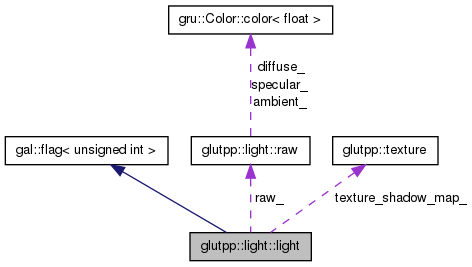 gru::Color::color< float >
diffuse_
specular_
ambient_
gal::flag< unsigned int >
glutpp::light::raw
glutpp::texture
raw_
texture_shadow_map_
glutpp::light::light